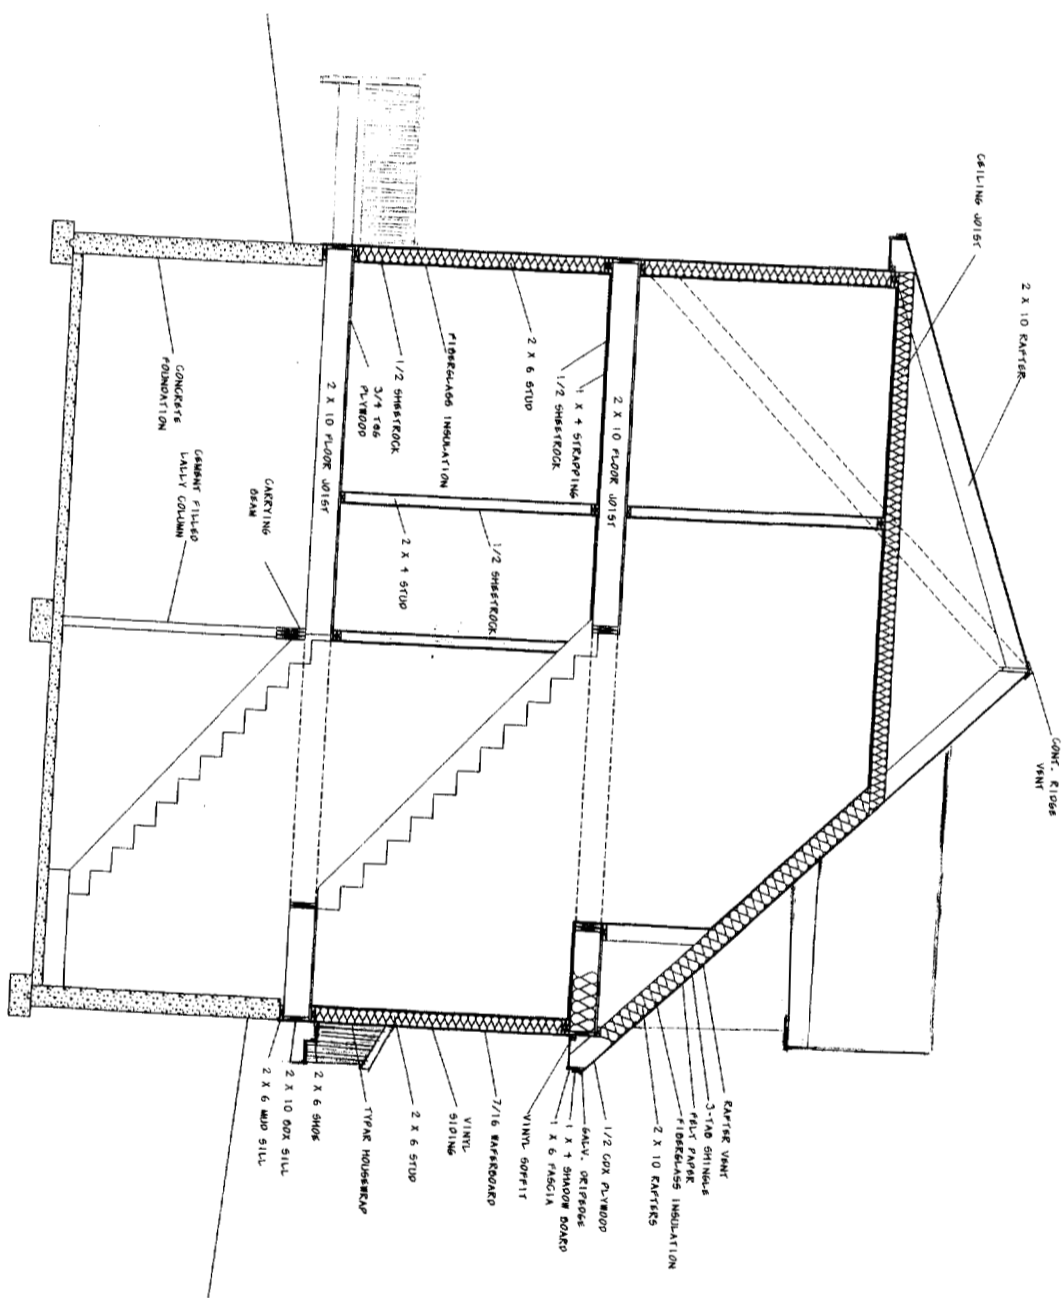 CEILING JOIST
2 X 10 RAFTER
CONT. RIDGE
VENT
2 X 6 STUD
1 X 4 STRAPPING
1/2 SHEETROCK
2 X 10 FLOOR JOIST
FIBERGLASS INSULATION
1/2 SHEETROCK
3/4 T&G
PLYWOOD
2 X 10 FLOOR JOIST
1/2 SHEETROCK
2 X 4 STUD
CONCRETE
FOUNDATION
CEMENT FILLED
LALLY COLUMN
CARRYING
BEAM
RAFTER VENT
3-TAB SHINGLE
FELT PAPER
FIBERGLASS INSULATION
2 X 10 RAFTERS
1/2 CDX PLYWOOD
GALV. DRIPEDGE
1 X 4 SHADOW BOARD
1 X 6 FASCIA
VINYL SOFFIT
7/16 WAFERBOARD
VINYL
SIDING
2 X 6 STUD
TYPAR HOUSEWRAP
2 X 6 SHOE
2 X 10 BOX SILL
2 X 6 MUD SILL